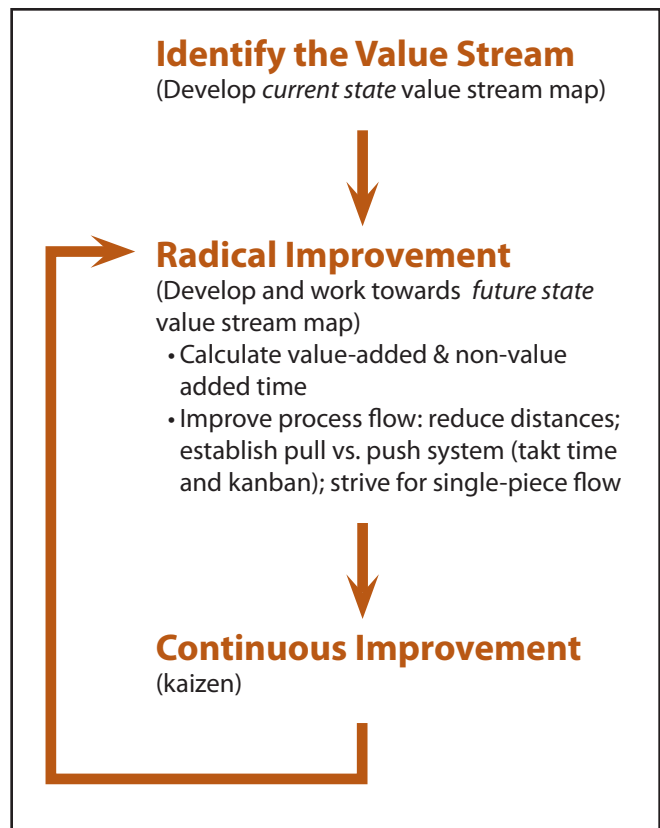 Identify the Value Stream
(Develop current state value stream map)
Radical Improvement
(Develop and work towards future state
value stream map)
• Calculate value-added & non-value
added time
• Improve process flow: reduce distances;
establish pull vs. push system (takt time
and kanban); strive for single-piece flow
Continuous Improvement
(kaizen)